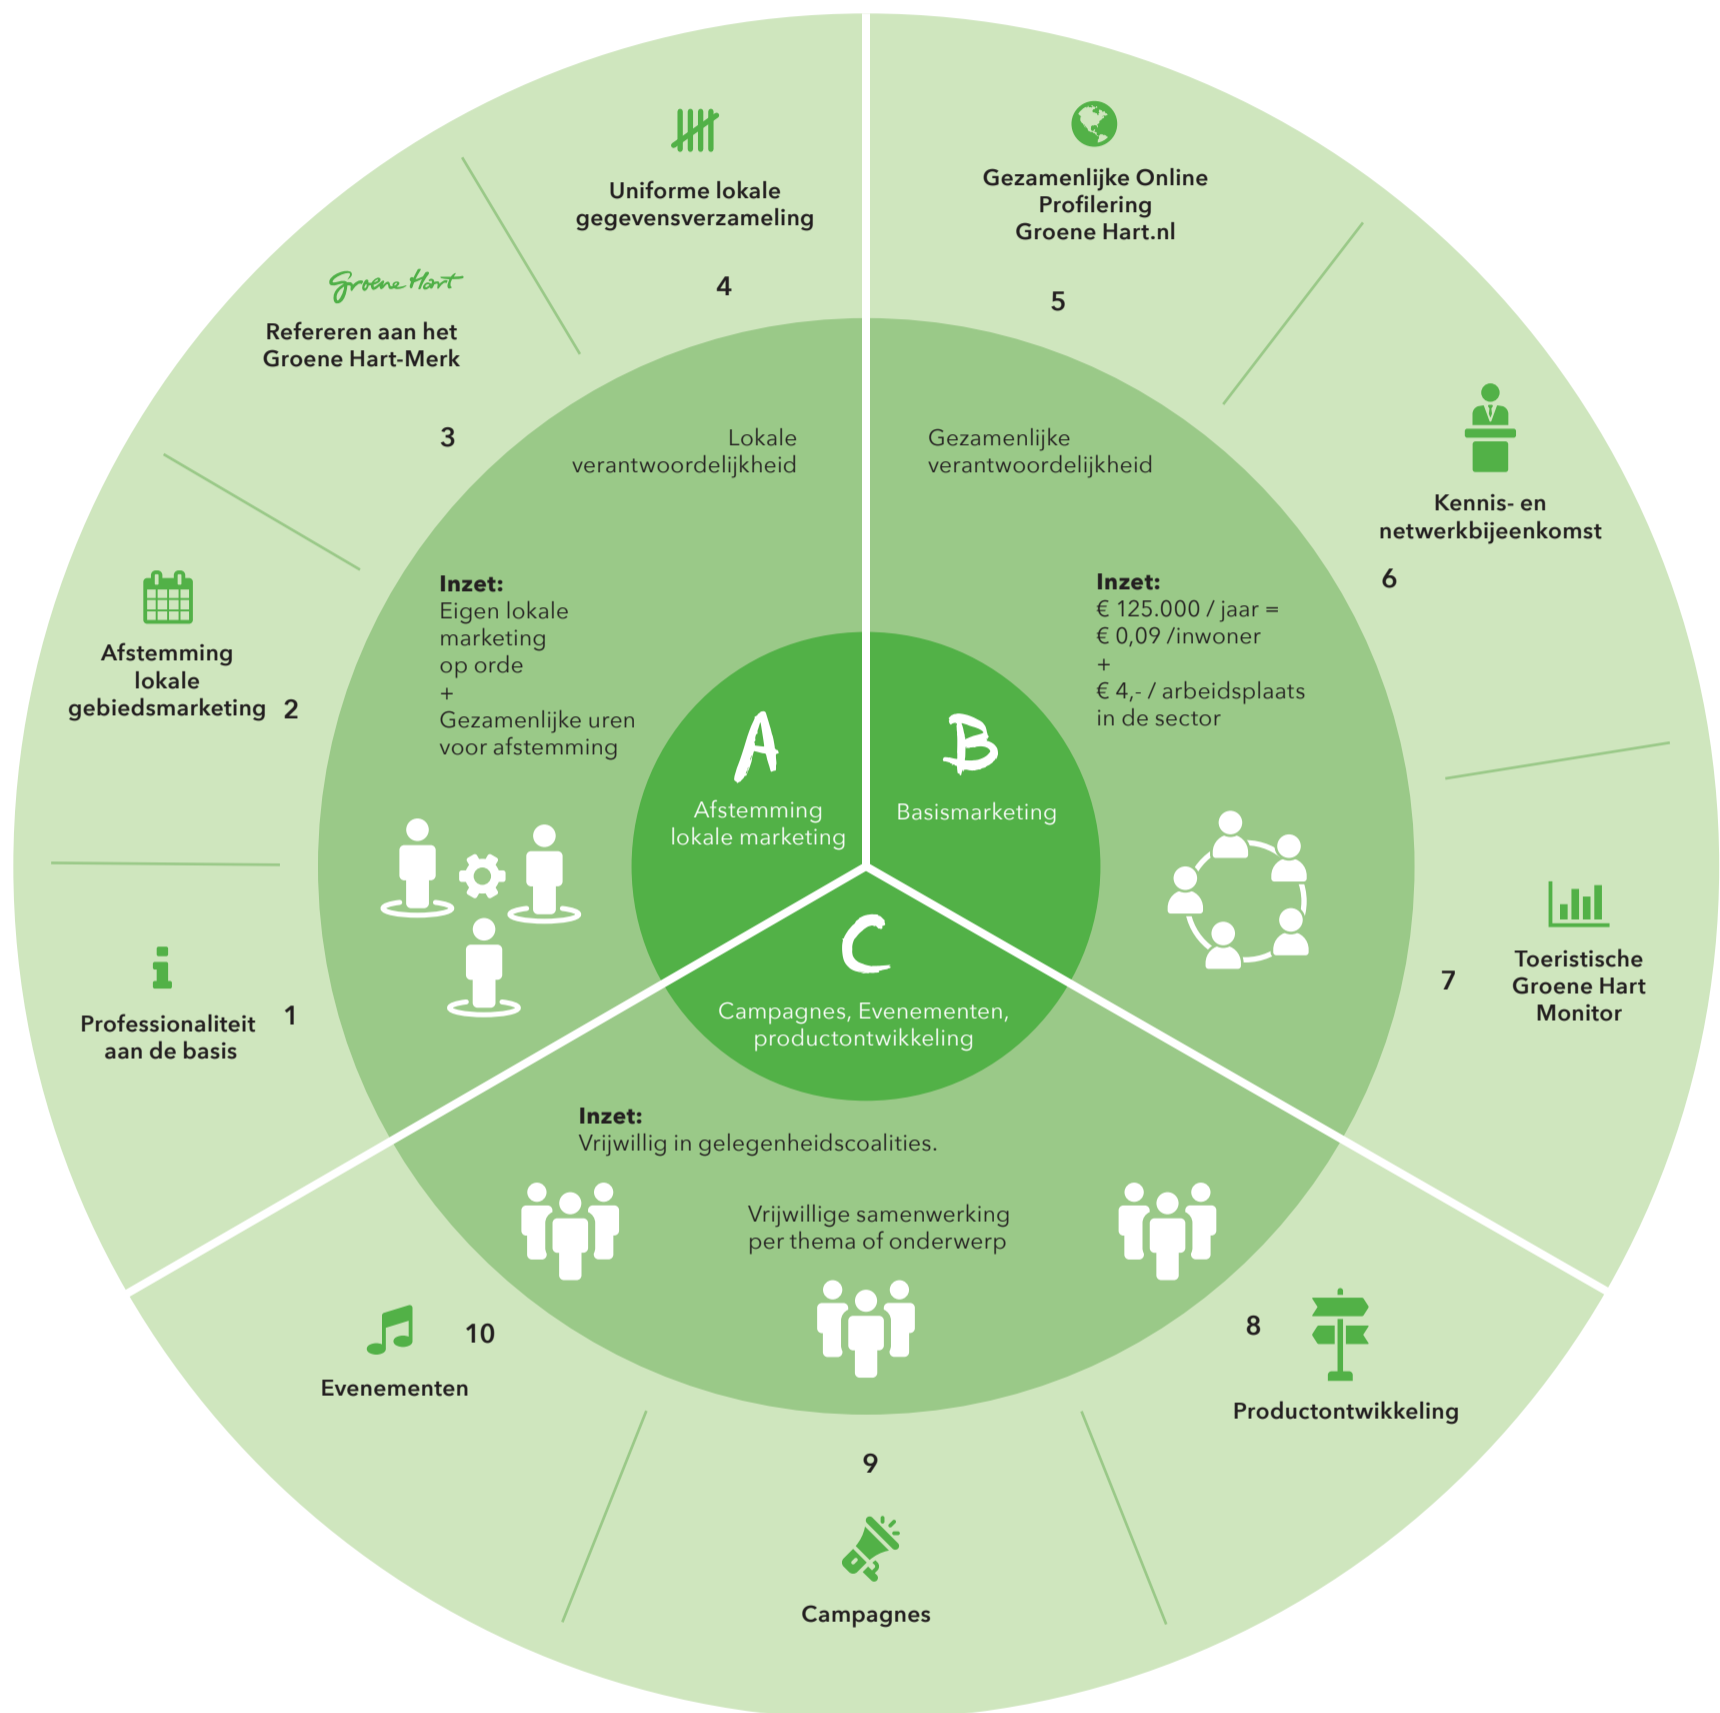 A
Afstemming
lokale marketing
Lokale
verantwoordelijkheid
Inzet:
Eigen lokale
marketing
op orde
+
Gezamenlijke uren
voor afstemming
1
Professionaliteit
aan de basis
2
Afstemming
lokale
gebiedsmarketing
Groene Hart
Refereren aan het
Groene Hart-Merk
3
Uniforme lokale
gegevensverzameling
4
B
Basismarketing
Gezamenlijke
verantwoordelijkheid
Inzet:
€ 125.000 / jaar =
€ 0,09 /inwoner
+
€ 4,- / arbeidsplaats
in de sector
Gezamenlijke Online
Profilering
Groene Hart.nl
5
Kennis- en
netwerkbijeenkomst
6
7
Toeristische
Groene Hart
Monitor
C
Campagnes, Evenementen,
productontwikkeling
Inzet:
Vrijwillig in gelegenheidscoalities.
Vrijwillige samenwerking
per thema of onderwerp
8
Productontwikkeling
9
Campagnes
10
Evenementen